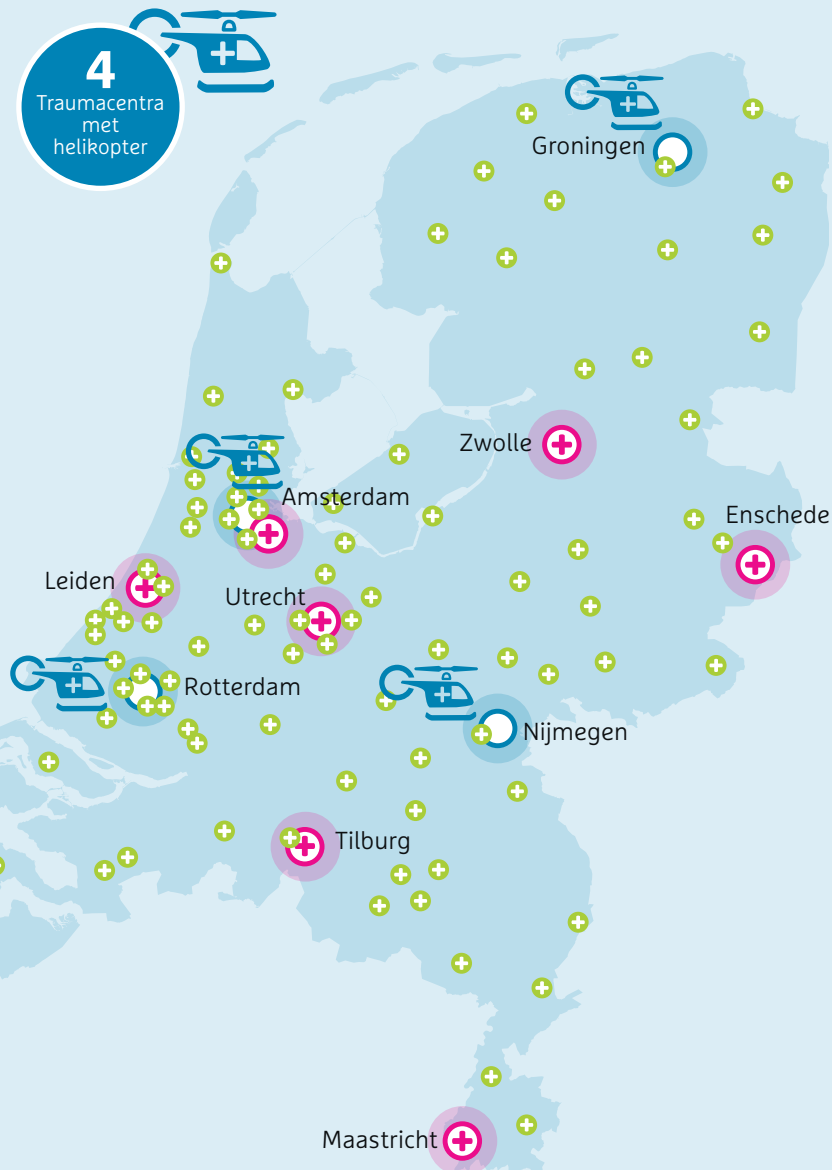 4
Traumacentra
met
helikopter
Groningen
Zwolle
Amsterdam
Enschede
Leiden
Utrecht
Rotterdam
Nijmegen
Tilburg
Maastricht